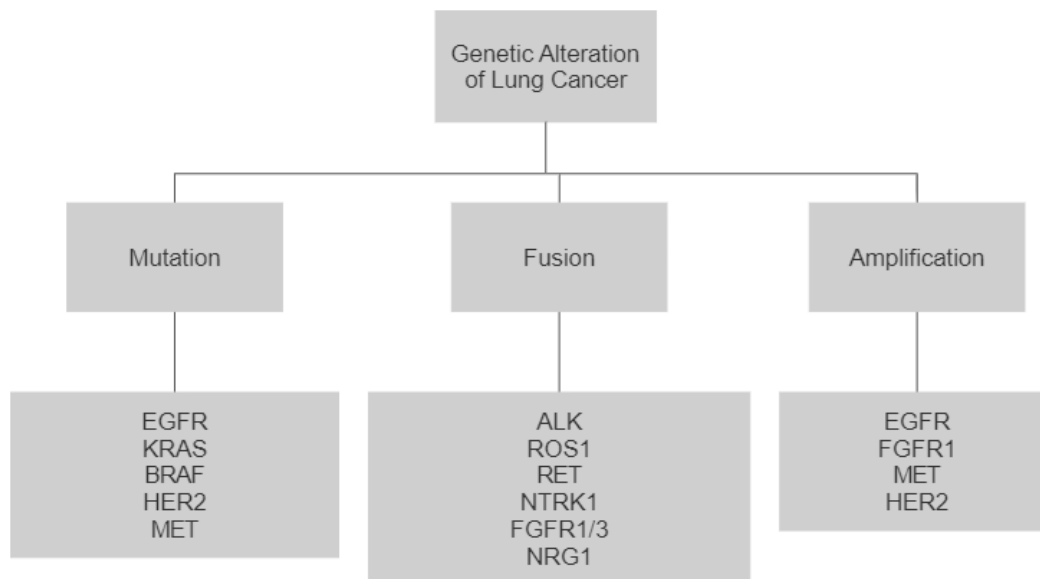 Genetic Alteration
of Lung Cancer
Mutation
Fusion
Amplification
EGFR
KRAS
BRAF
HER2
MET
ALK
ROS1
RET
NTRK1
FGFR1/3
NRG1
EGFR
FGFR1
MET
HER2